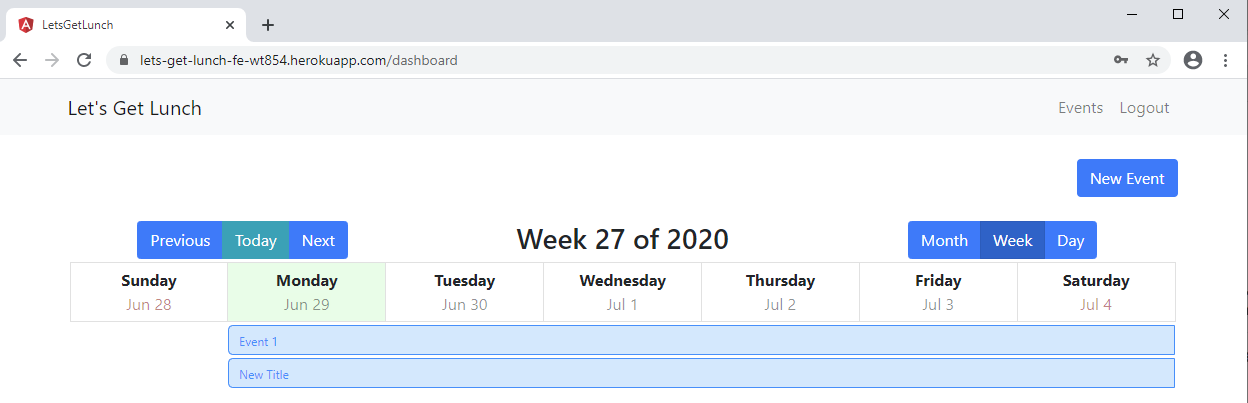 LetsGetLunch
lets-get-lunch-fe-wt854.herokuapp.com/dashboard
Let's Get Lunch Events Logout
New Event
Previous Today Next Week 27 of 2020 Month Week Day
Sunday Monday Tuesday Wednesday Thursday Friday Saturday
Jun 28 Jun 29 Jun 30 Jul 1 Jul 2 Jul 3 Jul 4
Event 1
New Title